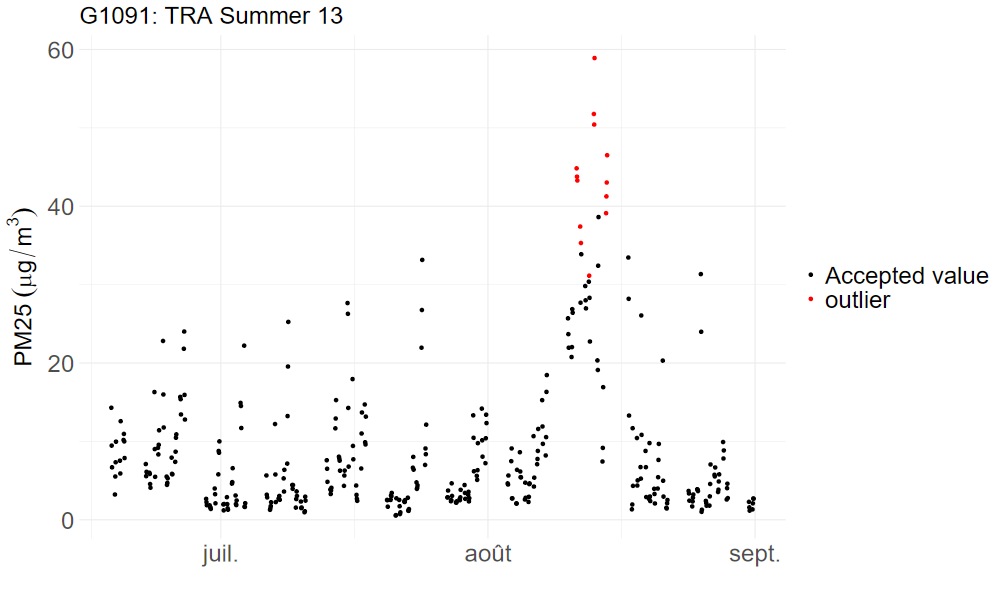 G1091: TRA Summer 13
PM25 (μg/m³)
60
40
20
0
juil.
août
sept.
Accepted value
outlier